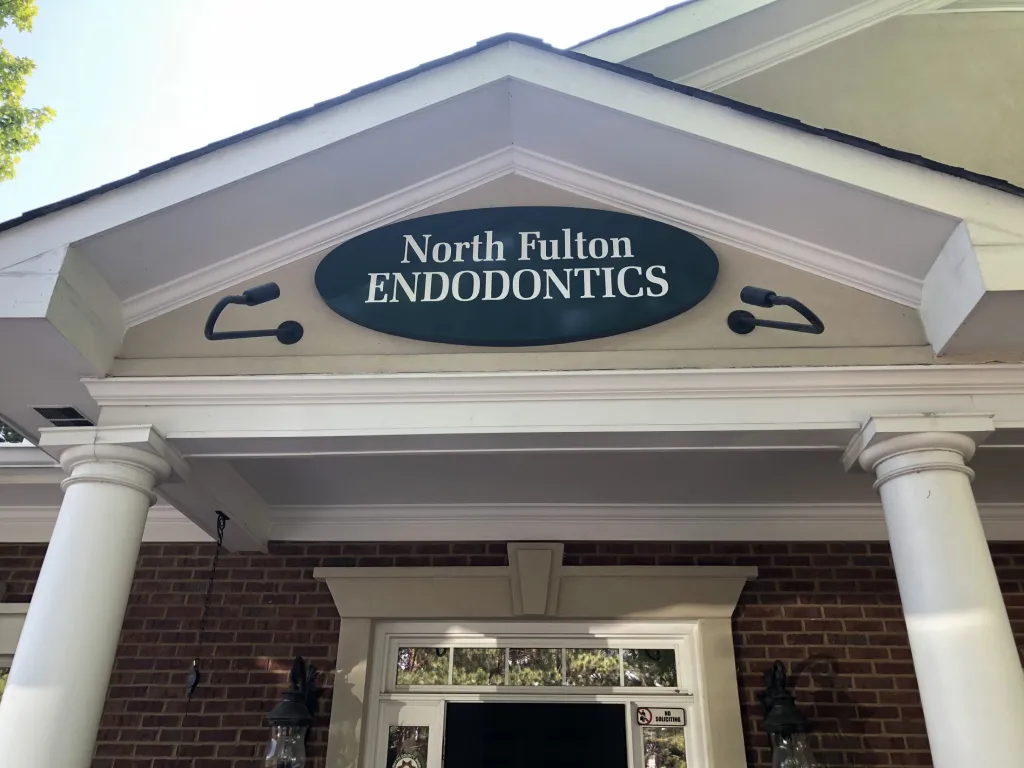 North Fulton
ENDODONTICS
NO
SOLICITING